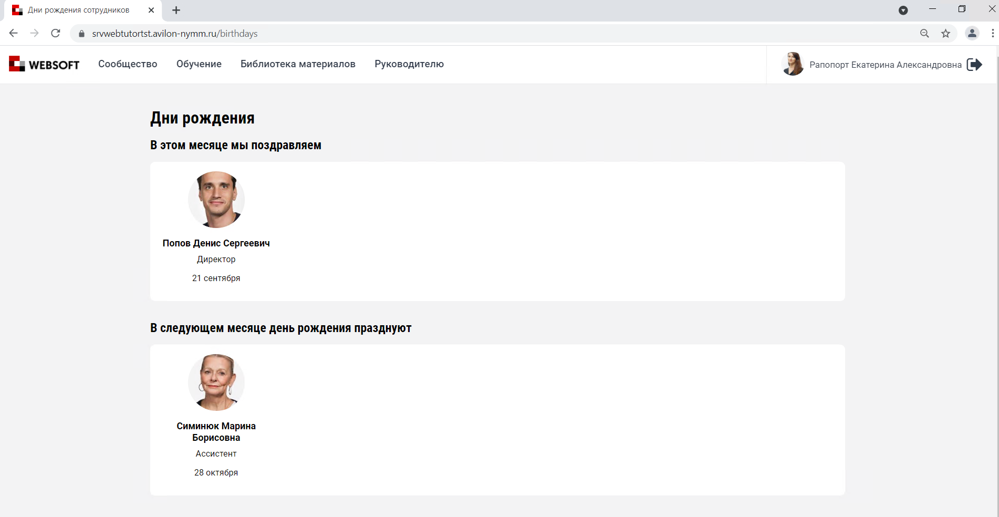 Дни рождения сотрудников
srvwebtutortst.avilon-nymm.ru/birthdays
WEBSOFT
Сообщество
Обучение
Библиотека материалов
Руководителю
Рапопорт Екатерина Александровна
Дни рождения
В этом месяце мы поздравляем
Попов Денис Сергеевич
Директор
21 сентября
В следующем месяце день рождения празднуют
Симинюк Марина
Борисовна
Ассистент
28 октября